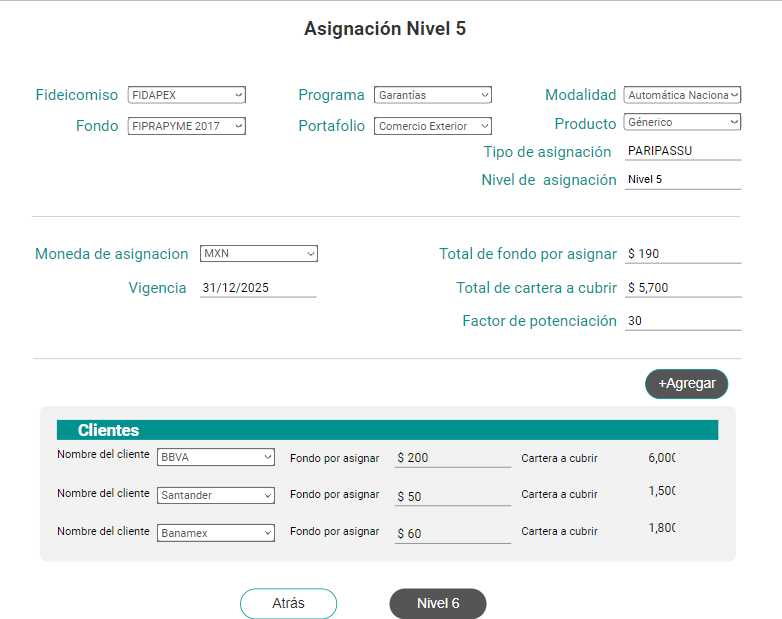 Asignación Nivel 5
Fideicomiso FIDAPEX Programa Garantías Modalidad Automática Naciona
Fondo FIPRAPYME 2017 Portafolio Comercio Exterior Producto Génerico
Tipo de asignación PARIPASSU
Nivel de asignación Nivel 5
Moneda de asignacion MXN Total de fondo por asignar $ 190
Vigencia 31/12/2025 Total de cartera a cubrir $ 5,700
Factor de potenciación 30
+Agregar
Clientes
Nombre del cliente BBVA Fondo por asignar $ 200 Cartera a cubrir 6,000
Nombre del cliente Santander Fondo por asignar $ 50 Cartera a cubrir 1,500
Nombre del cliente Banamex Fondo por asignar $ 60 Cartera a cubrir 1,800
Atrás Nivel 6